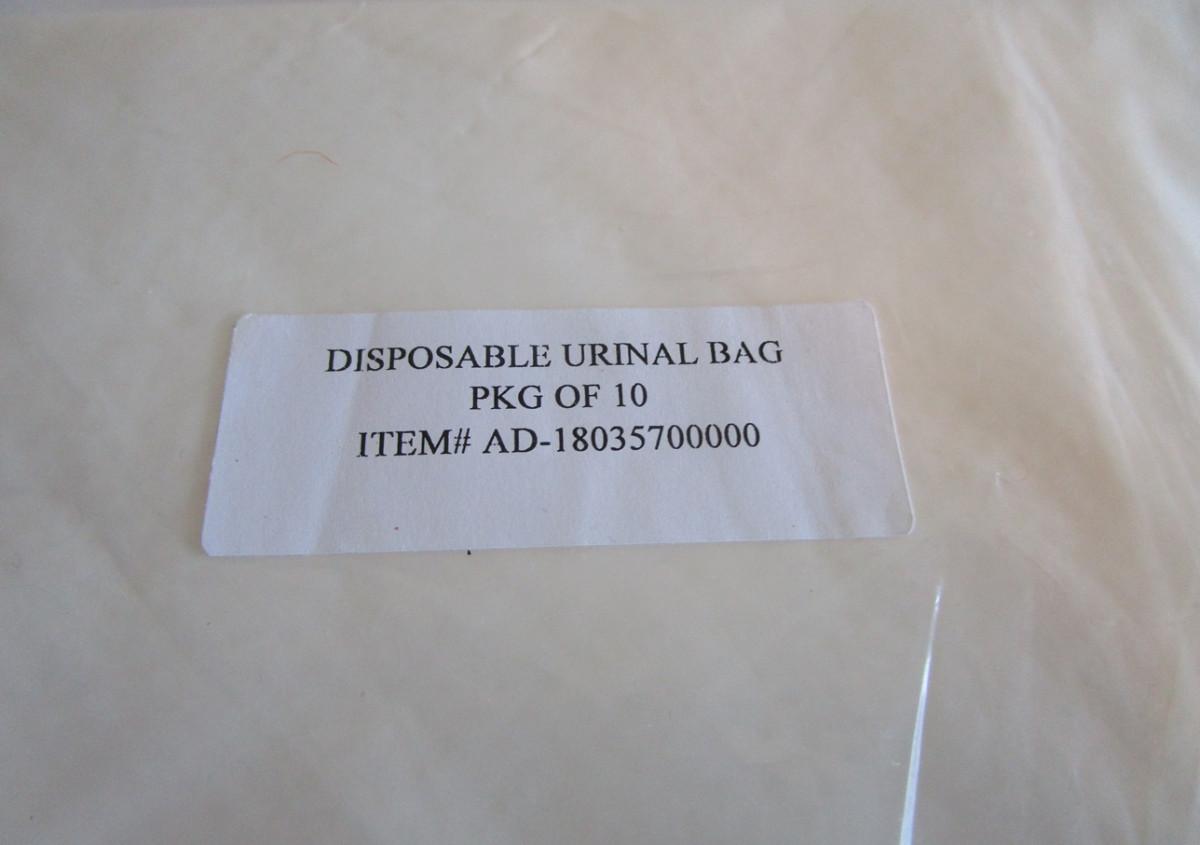 DISPOSABLE URINAL BAG
PKG OF 10
ITEM# AD-18035700000